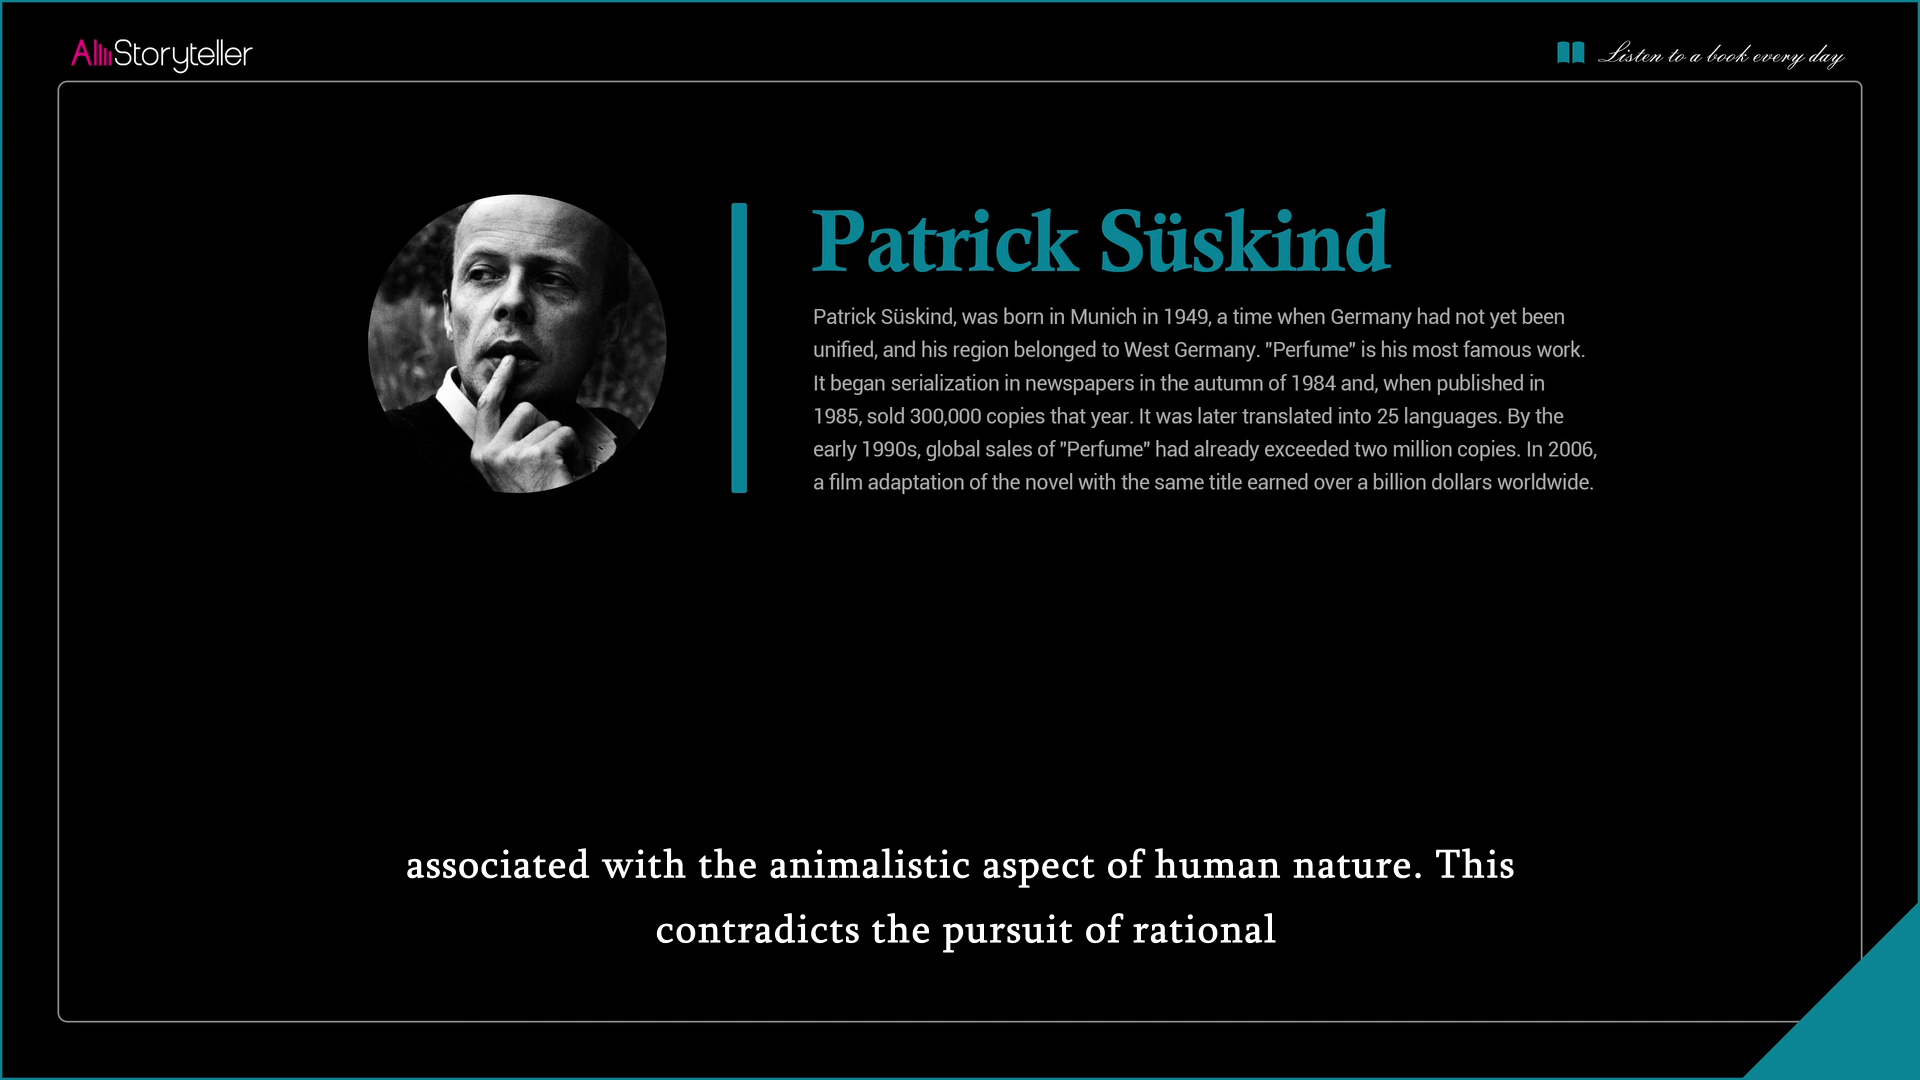 AllStoryteller
Listen to a book every day
Patrick Süskind
Patrick Süskind, was born in Munich in 1949, a time when Germany had not yet been
unified, and his region belonged to West Germany. "Perfume" is his most famous work.
It began serialization in newspapers in the autumn of 1984 and, when published in
1985, sold 300,000 copies that year. It was later translated into 25 languages. By the
early 1990s, global sales of "Perfume" had already exceeded two million copies. In 2006,
a film adaptation of the novel with the same title earned over a billion dollars worldwide.
associated with the animalistic aspect of human nature. This
contradicts the pursuit of rational